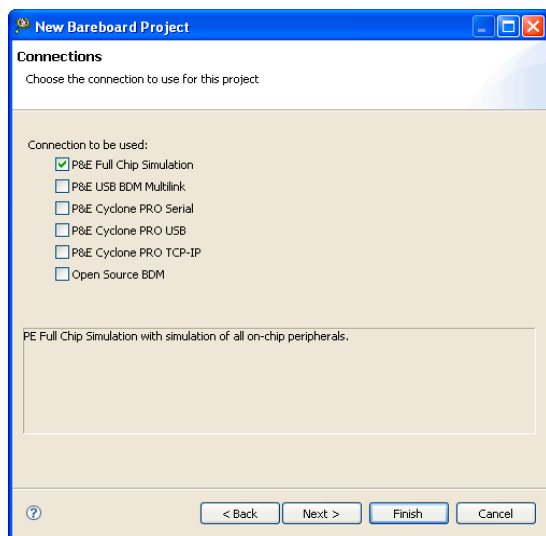 New Bareboard Project
Connections
Choose the connection to use for this project
Connection to be used:
P&E Full Chip Simulation
P&E USB BDM Multilink
P&E Cyclone PRO Serial
P&E Cyclone PRO USB
P&E Cyclone PRO TCP-IP
Open Source BDM
PE Full Chip Simulation with simulation of all on-chip peripherals.
? < Back Next > Finish Cancel